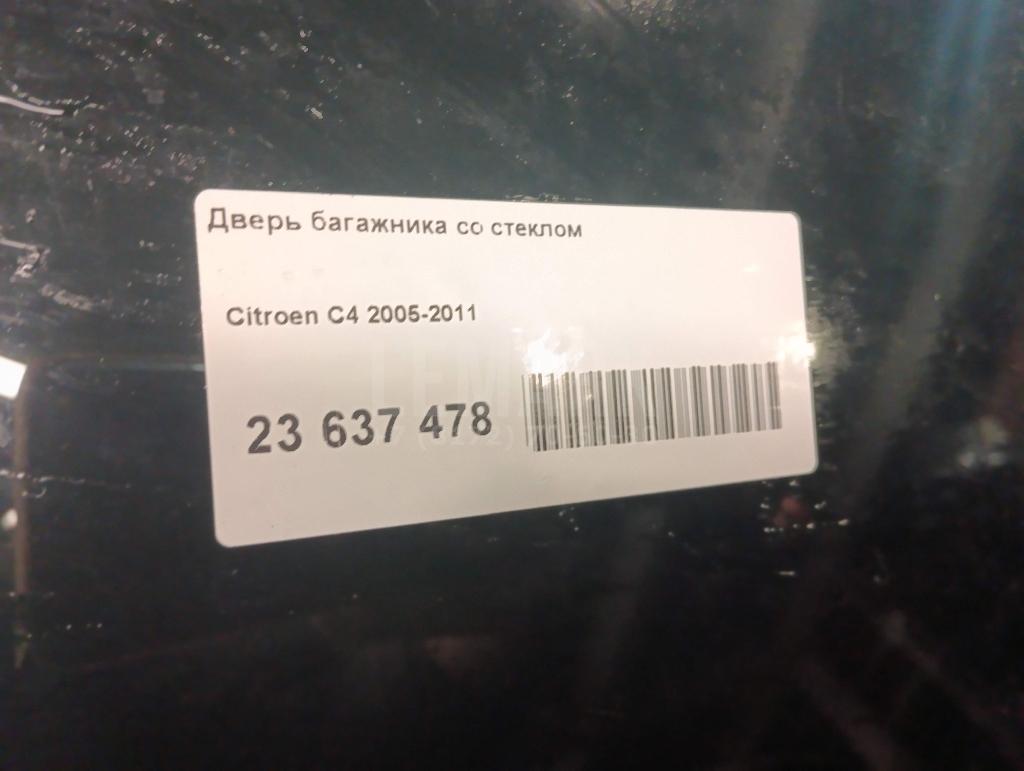 Дверь багажника со стеклом
Citroen C4 2005-2011
23 637 478